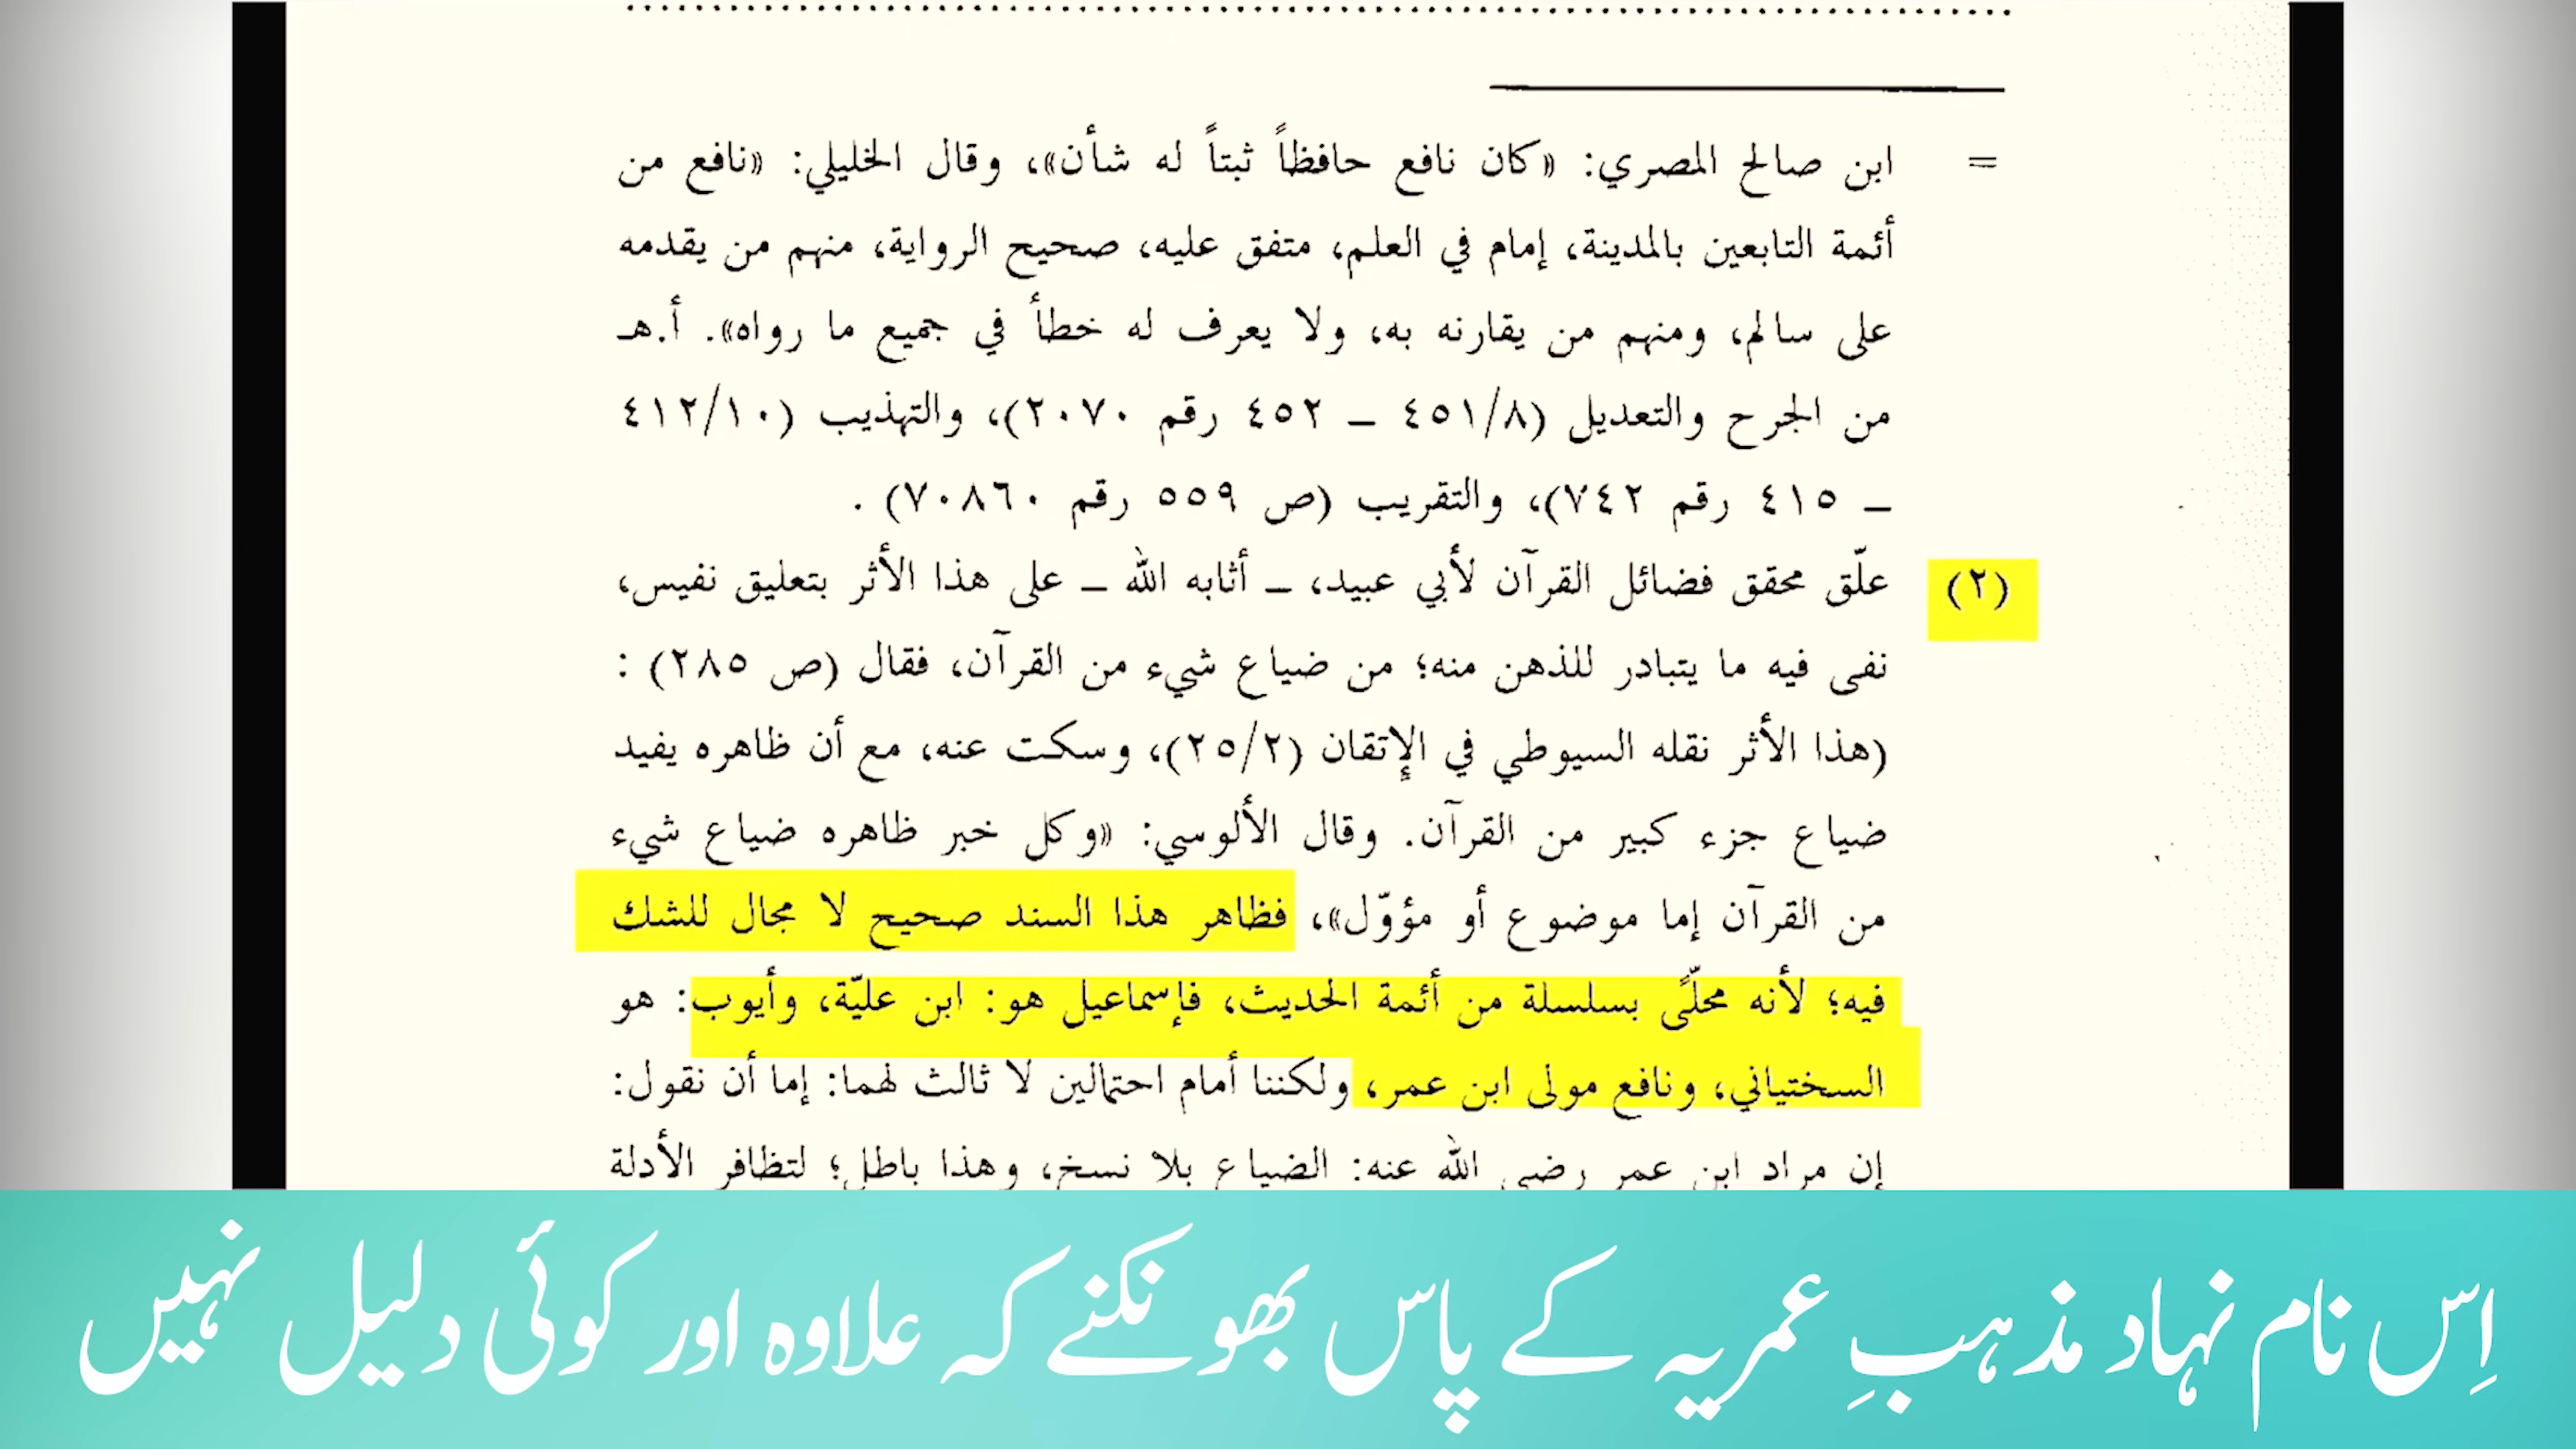 = ابن صالح المصري: «كان نافع حافظاً ثبتاً له شأن»، وقال الخليلي: «نافع من
أئمة التابعين بالمدينة، إمام في العلم، متفق عليه، صحيح الرواية، منهم من يقدمه
على سالم، ومنهم من يقارنه به، ولا يعرف له خطأ في جميع ما رواه». أ.هـ
من الجرح والتعديل (٤٥١/٨ ــ ٤٥٢ رقم ٢٠٧٠)، والتهذيب (٤١٢/١٠
ــ ٤١٥ رقم ٧٤٢)، والتقريب (ص ٥٥٩ رقم ٧٠٨٦٠) .
(٢) علّق محقق فضائل القرآن لأبي عبيد، ــ أثابه الله ــ على هذا الأثر بتعليق نفيس،
نفى فيه ما يتبادر للذهن منه؛ من ضياع شيء من القرآن، فقال (ص ٢٨٥) :
(هذا الأثر نقله السيوطي في الإتقان (٢٥/٢)، وسكت عنه، مع أن ظاهره يفيد
ضياع جزء كبير من القرآن. وقال الألوسي: «وكل خبر ظاهره ضياع شيء
من القرآن إما موضوع أو مؤوّل»، فظاهر هذا السند صحيح لا مجال للشك
فيه؛ لأنه محلّىً بسلسلة من أئمة الحديث، فإسماعيل هو: ابن عليّة، وأيوب: هو
السختياني، ونافع مولى ابن عمر، ولكننا أمام احتمالين لا ثالث لهما: إما أن نقول:
إن مراد ابن عمر رضي الله عنه: الضياع بلا نسخ، وهذا باطل؛ لتظافر الأدلة
اِس نام نہاد مذہبِ عمریہ کے پاس بھونکنے کہ علاوہ اور کوئی دلیل نہیں